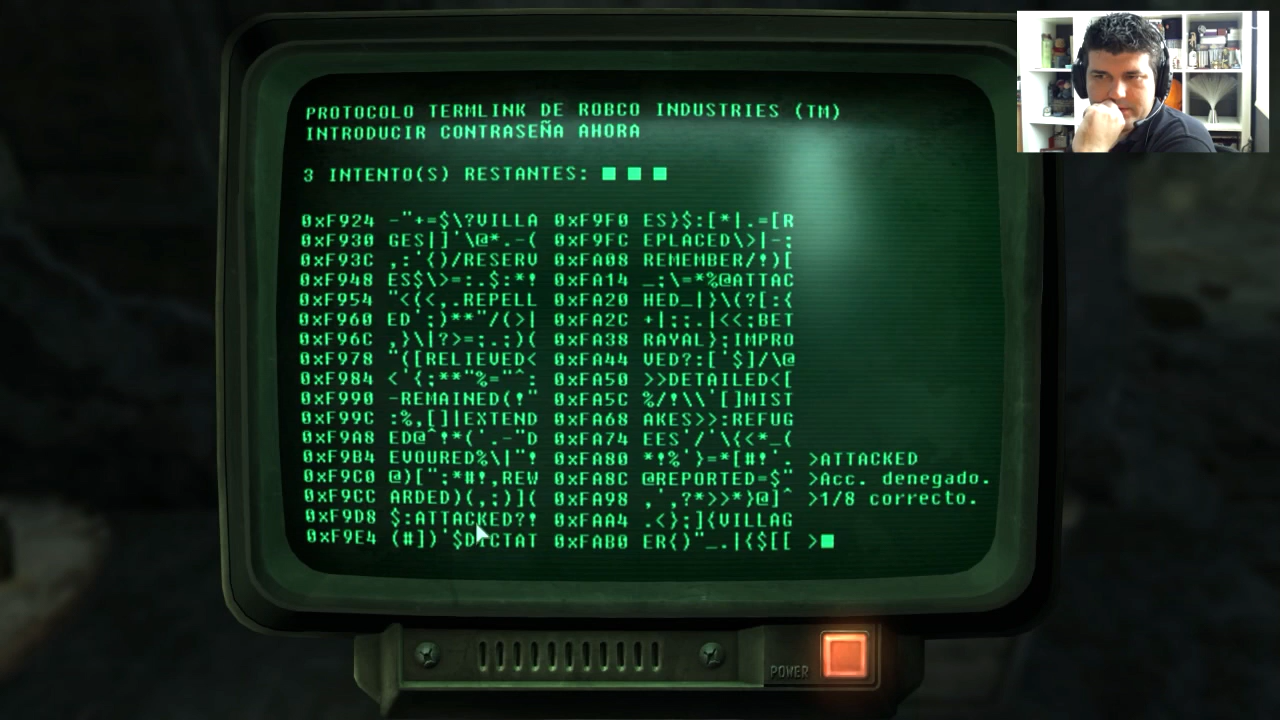 PROTOCOLO TERMLINK DE ROBCO INDUSTRIES (TM)
INTRODUCIR CONTRASEÑA AHORA
3 INTENTO(S) RESTANTES: ■ ■ ■
0xF924 -"+=$\?VILLA 0xF9F0 ES}$:[*|.=[R
0xF930 GES|]'\@*.-( 0xF9FC EPLACED\>|-;
0xF93C ,:'{)/RESERV 0xFA08 REMEMBER/!)[
0xF948 ES$\>=:.$:*! 0xFA14 _;\=*%@ATTAC
0xF954 "<(<,.REPELL 0xFA20 HED_|}\(?[:{
0xF960 ED';)**"/(>| 0xFA2C +|;;.|<<;BET
0xF96C ,}\|?>=;.;)( 0xFA38 RAYAL};IMPRO
0xF978 "([RELIEVED< 0xFA44 VED?:['$]/\@
0xF984 <'{;**"%="^: 0xFA50 >>DETAILED<[
0xF990 -REMAINED(!" 0xFA5C %/!\\'[]MIST
0xF99C :%,[]|EXTEND 0xFA68 AKES>>:REFUG
0xF9A8 ED@^!*('.-"D 0xFA74 EES'/'\{<*_(
0xF9B4 EVOURED%\|"! 0xFA80 *!%'}=*[#!'. >ATTACKED
0xF9C0 @)[":*#!,REW 0xFA8C @REPORTED=$" >Acc. denegado.
0xF9CC ARDED)(,:)]( 0xFA98 ,',?*>>*}@]^ >1/8 correcto.
0xF9D8 $:ATTACKED?! 0xFAA4 .<};]{VILLAG
0xF9E4 (#])'$DICTAT 0xFAB0 ER{)"_.|{$[[ >■
POWER